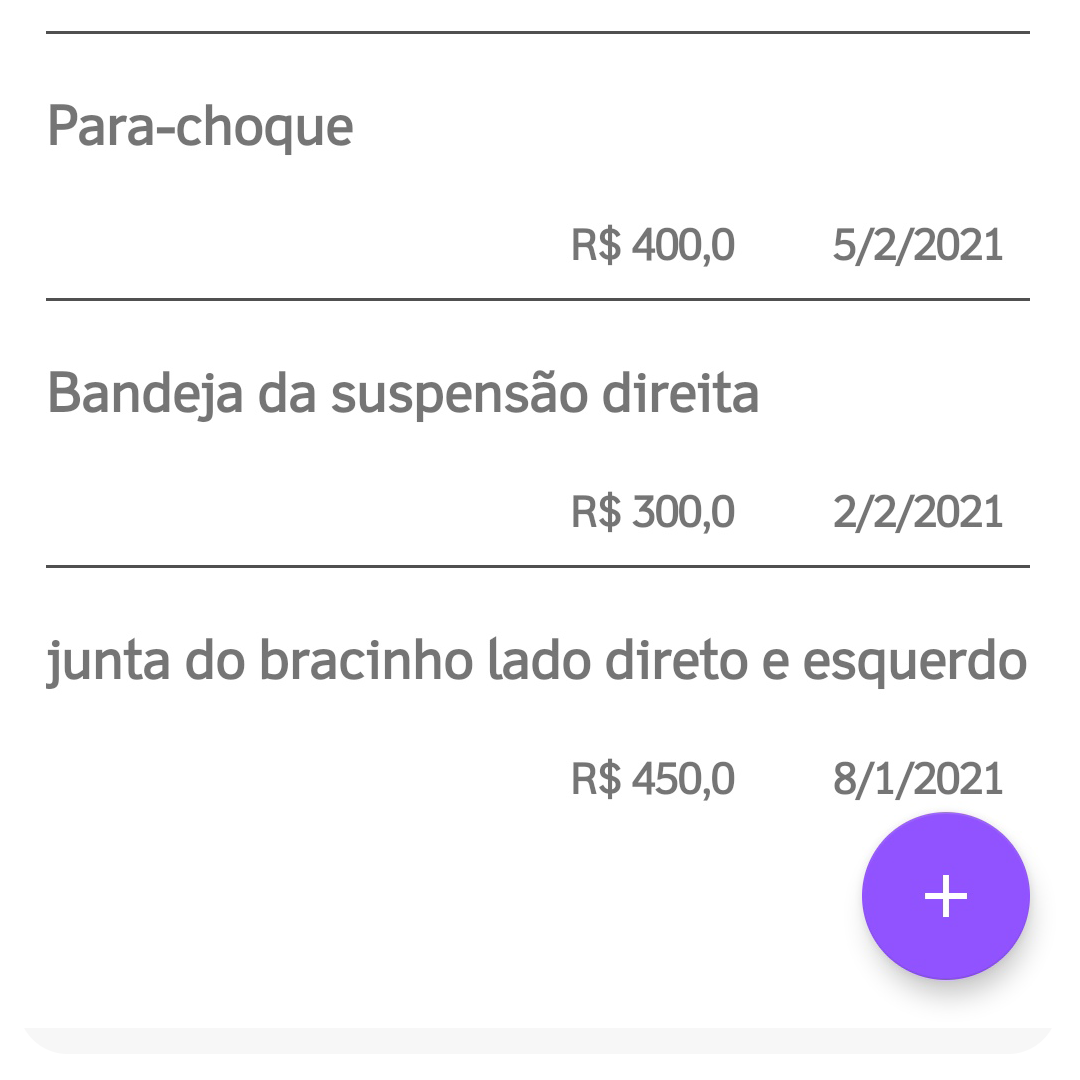 Para-choque
R$ 400,0 5/2/2021
Bandeja da suspensão direita
R$ 300,0 2/2/2021
junta do bracinho lado direto e esquerdo
R$ 450,0 8/1/2021
+